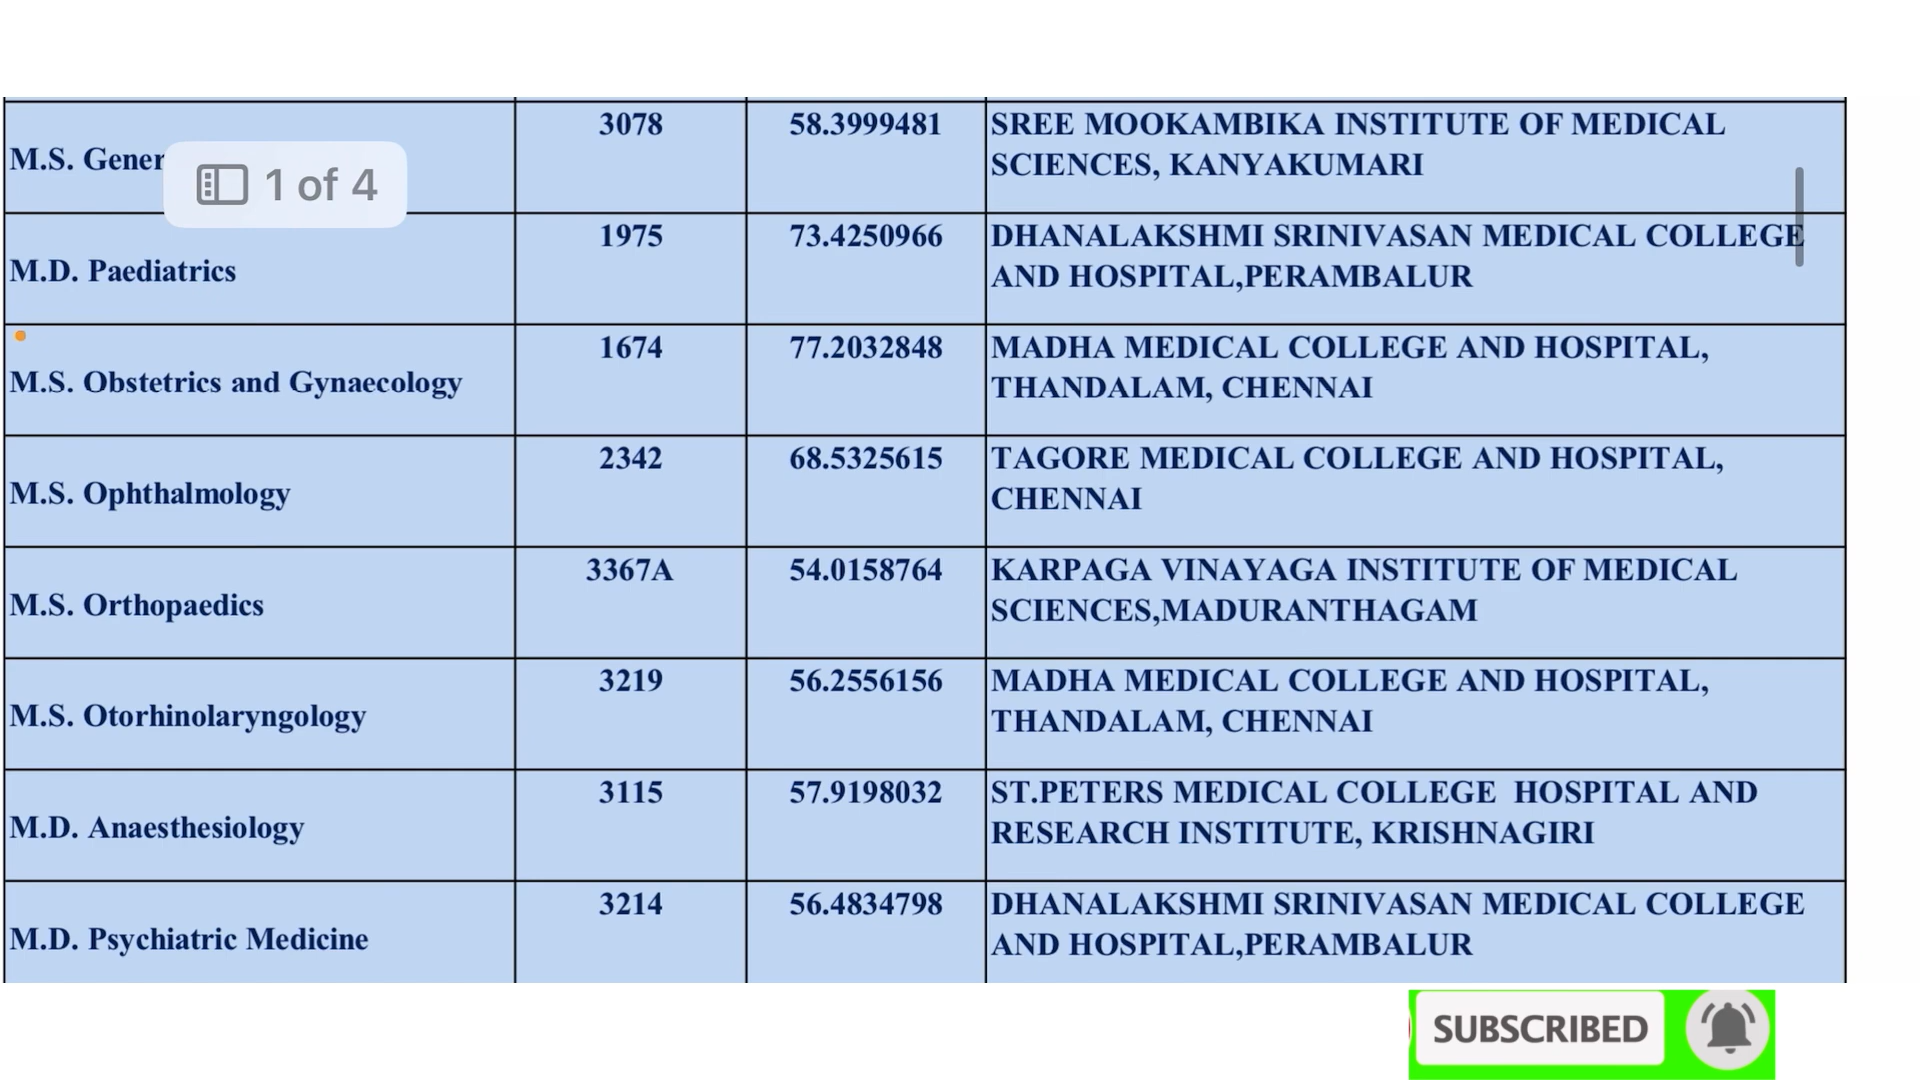 M.S. Gener
3078
58.3999481
SREE MOOKAMBIKA INSTITUTE OF MEDICAL
SCIENCES, KANYAKUMARI
1 of 4
M.D. Paediatrics
1975
73.4250966
DHANALAKSHMI SRINIVASAN MEDICAL COLLEGE
AND HOSPITAL,PERAMBALUR
M.S. Obstetrics and Gynaecology
1674
77.2032848
MADHA MEDICAL COLLEGE AND HOSPITAL,
THANDALAM, CHENNAI
M.S. Ophthalmology
2342
68.5325615
TAGORE MEDICAL COLLEGE AND HOSPITAL,
CHENNAI
M.S. Orthopaedics
3367A
54.0158764
KARPAGA VINAYAGA INSTITUTE OF MEDICAL
SCIENCES,MADURANTHAGAM
M.S. Otorhinolaryngology
3219
56.2556156
MADHA MEDICAL COLLEGE AND HOSPITAL,
THANDALAM, CHENNAI
M.D. Anaesthesiology
3115
57.9198032
ST.PETERS MEDICAL COLLEGE  HOSPITAL AND
RESEARCH INSTITUTE, KRISHNAGIRI
M.D. Psychiatric Medicine
3214
56.4834798
DHANALAKSHMI SRINIVASAN MEDICAL COLLEGE
AND HOSPITAL,PERAMBALUR
SUBSCRIBED